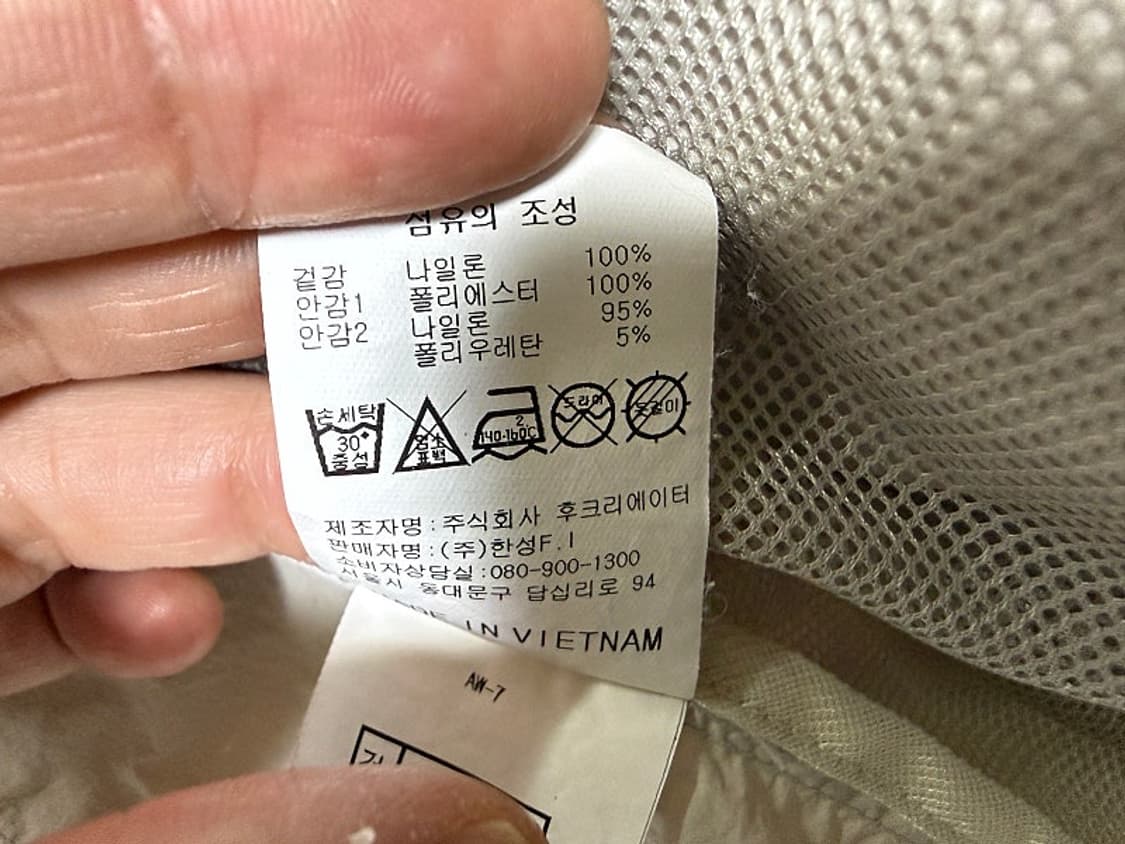 섬유의 조성
겉감 나일론 100%
안감1 폴리에스터 100%
안감2 나일론 95%
폴리우레탄 5%
손세탁 30° 중성
염소 표백
2. 140-160℃
드라이
제조자명:주식회사 후크리에이터
판매자명:(주)한성F.I
소비자상담실:080-900-1300
서울시 동대문구 답십리로 94
IN VIETNAM
AW-7